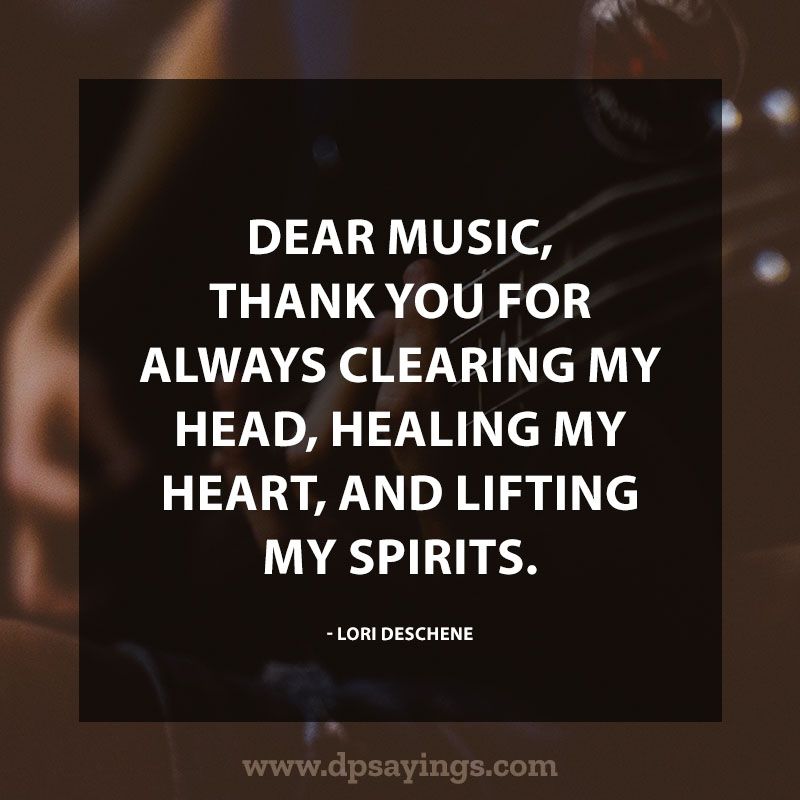 DEAR MUSIC,
THANK YOU FOR
ALWAYS CLEARING MY
HEAD, HEALING MY
HEART, AND LIFTING
MY SPIRITS.
- LORI DESCHENE
www.dpsayings.com